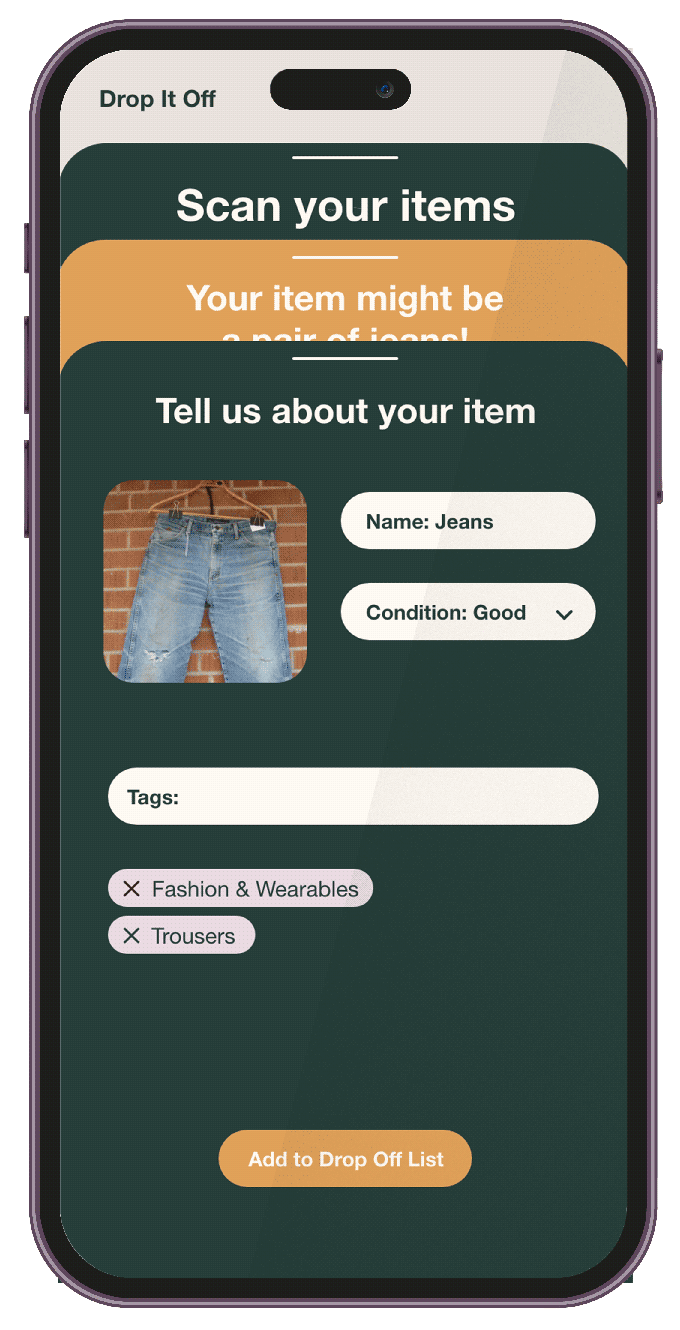 Drop It Off
Scan your items
Your item might be
a pair of jeans!
Tell us about your item
Name: Jeans
Condition: Good
Tags:
Fashion & Wearables
Trousers
Add to Drop Off List